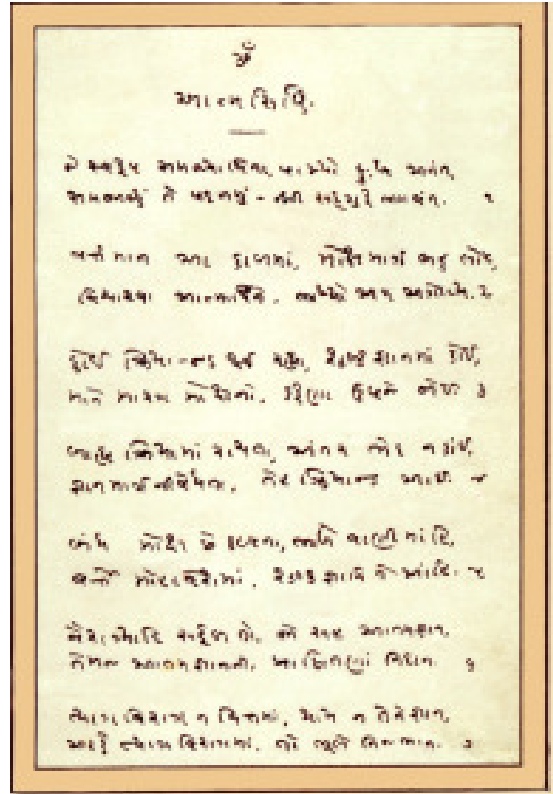 ૐ
આત્મસિદ્ધિ.
જે સ્વરૂપ સમજ્યા વિના, પામ્યો દુઃખ અનંત,
સમજાવ્યું તે પદ નમું - શ્રી સદ્ગુરુ ભગવંત. ૧
વર્તમાન આ કાળમાં, મોક્ષમાર્ગ બહુ લોપ,
વિચારવા આત્માર્થિને, ભાખ્યો અત્ર અગોપ્ય. ૨
કોઈ ક્રિયાજડ થઈ રહ્યા, શુષ્કજ્ઞાનમાં કોઈ,
માને મારગ મોક્ષનો, કરુણા ઉપજે જોઈ ૩
બાહ્ય ક્રિયામાં રાચતા, અંતર ભેદ ન કાંઈ,
જ્ઞાનમાર્ગ નિષેધતા, તેહ ક્રિયાજડ આંઈ ૪
બંધ મોક્ષ છે કલ્પના, ભાખે વાણી માંહિ,
વર્તે મોહાવેશમાં, શુષ્કજ્ઞાનિ તે આંહિ. ૫
વૈરાગ્યાદિ સફળ તો, જો સહ આતમજ્ઞાન,
તેમજ આતમજ્ઞાનની, પ્રાપ્તિતણાં નિદાન. ૬
ત્યાગ વિરાગ ન ચિત્તમાં, થાય ન તેને જ્ઞાન,
અટકે ત્યાગ વિરાગમાં, તો ભૂલે નિજભાન. ૭